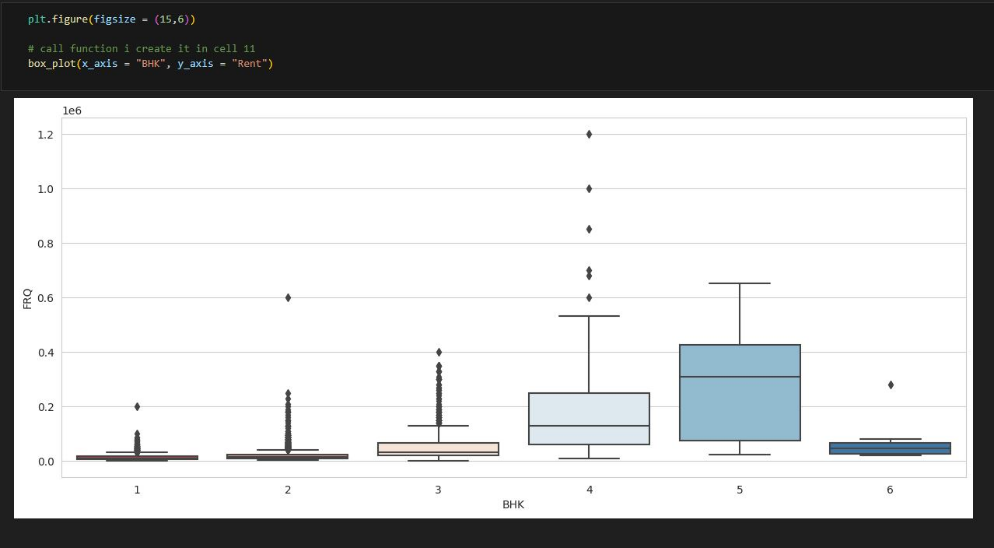 plt.figure(figsize = (15,6))
# call function i create it in cell 11
box_plot(x_axis = "BHK", y_axis = "Rent")
1e6
1.2
1.0
0.8
0.6
0.4
0.2
0.0
FRQ
1 2 3 4 5 6
BHK